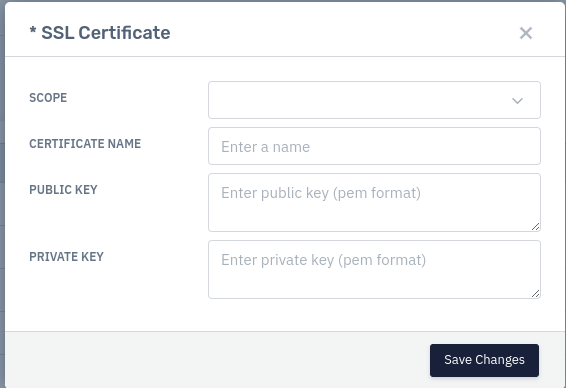 * SSL Certificate
SCOPE
CERTIFICATE NAME
Enter a name
PUBLIC KEY
Enter public key (pem format)
PRIVATE KEY
Enter private key (pem format)
Save Changes